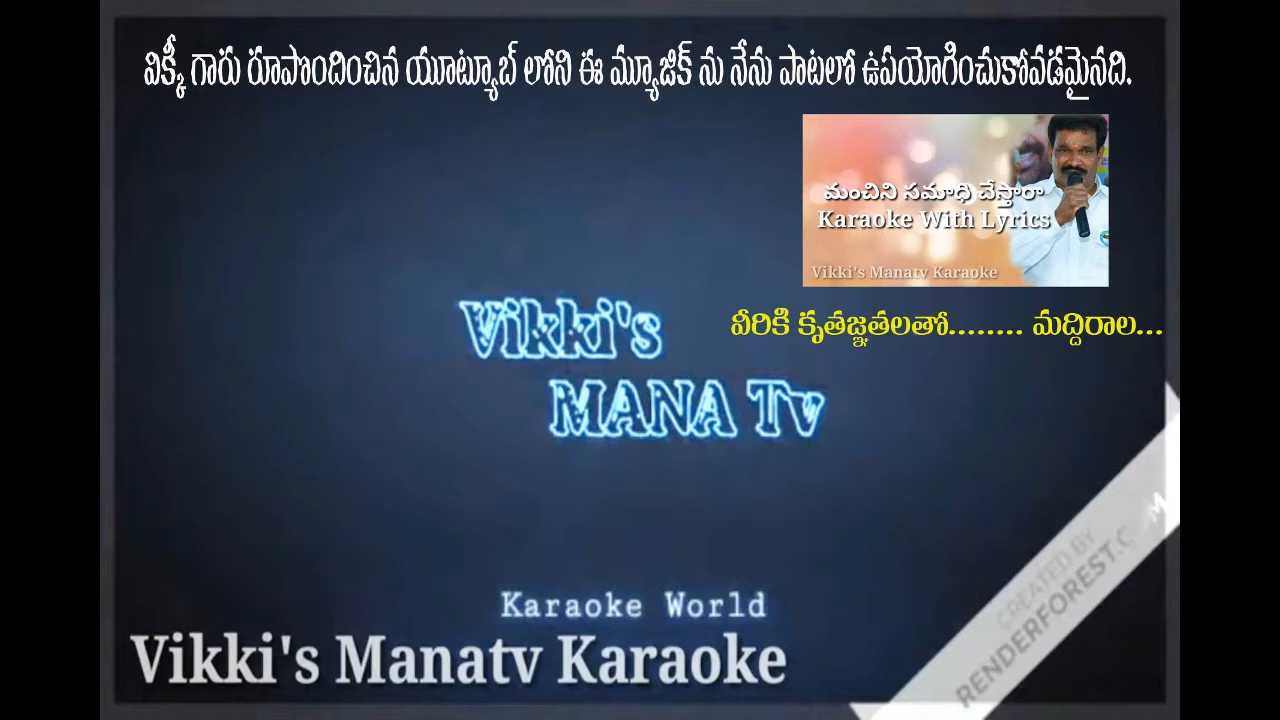 విక్కీ గారు రూపొందించిన యూట్యూబ్ లోని ఈ మ్యూజిక్ ను నేను పాటలో ఉపయోగించుకోవడమైనది.
మంచిని సమాధి చేస్తారా
Karaoke With Lyrics
Vikki's Manatv Karaoke
వీరికి కృతజ్ఞతలతో........ మద్దిరాల...
Vikki's
MANA Tv
Karaoke World
Vikki's Manatv Karaoke
CREATED BY
RENDERFOREST.COM